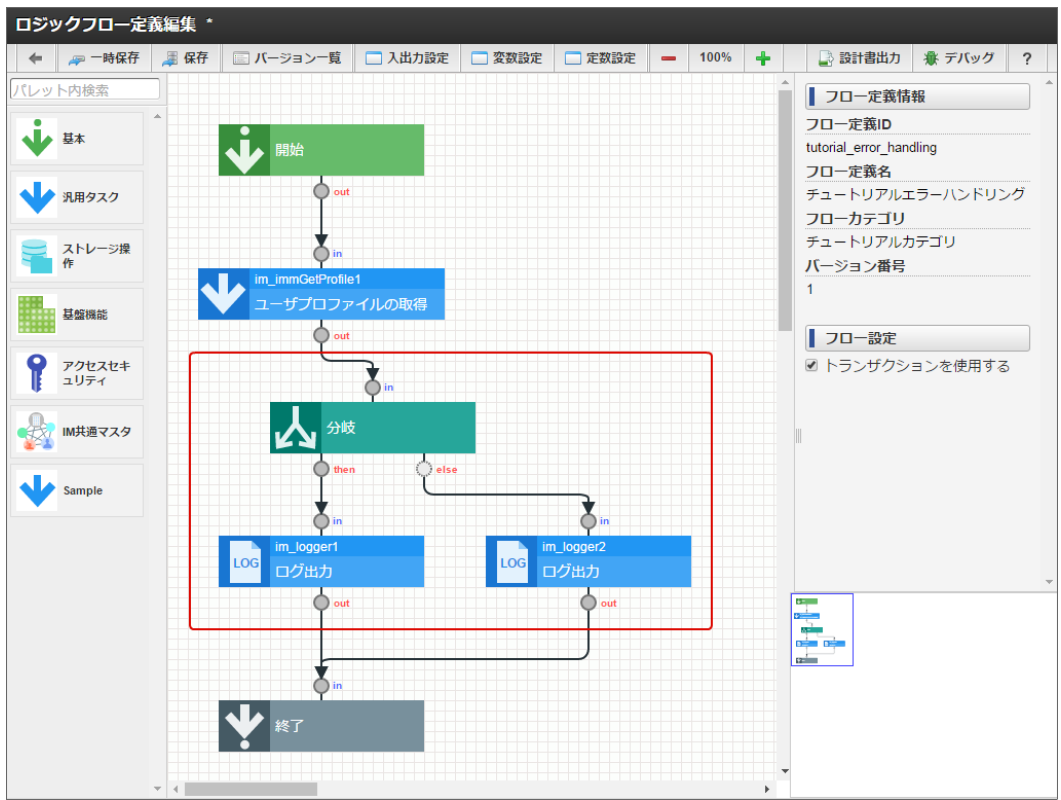 ロジックフロー定義編集 *
一時保存 保存 バージョン一覧 入出力設定 変数設定 定数設定 100% 設計書出力 デバッグ ?
パレット内検索
基本
汎用タスク
ストレージ操
作
基盤機能
アクセスセキ
ュリティ
IM共通マスタ
Sample
開始
out
in
im_immGetProfile1
ユーザプロファイルの取得
out
in
分岐
then else
in in
im_logger1 im_logger2
LOG ログ出力 LOG ログ出力
out out
in
終了
フロー定義情報
フロー定義ID
tutorial_error_handling
フロー定義名
チュートリアルエラーハンドリング
フローカテゴリ
チュートリアルカテゴリ
バージョン番号
1
フロー設定
トランザクションを使用する